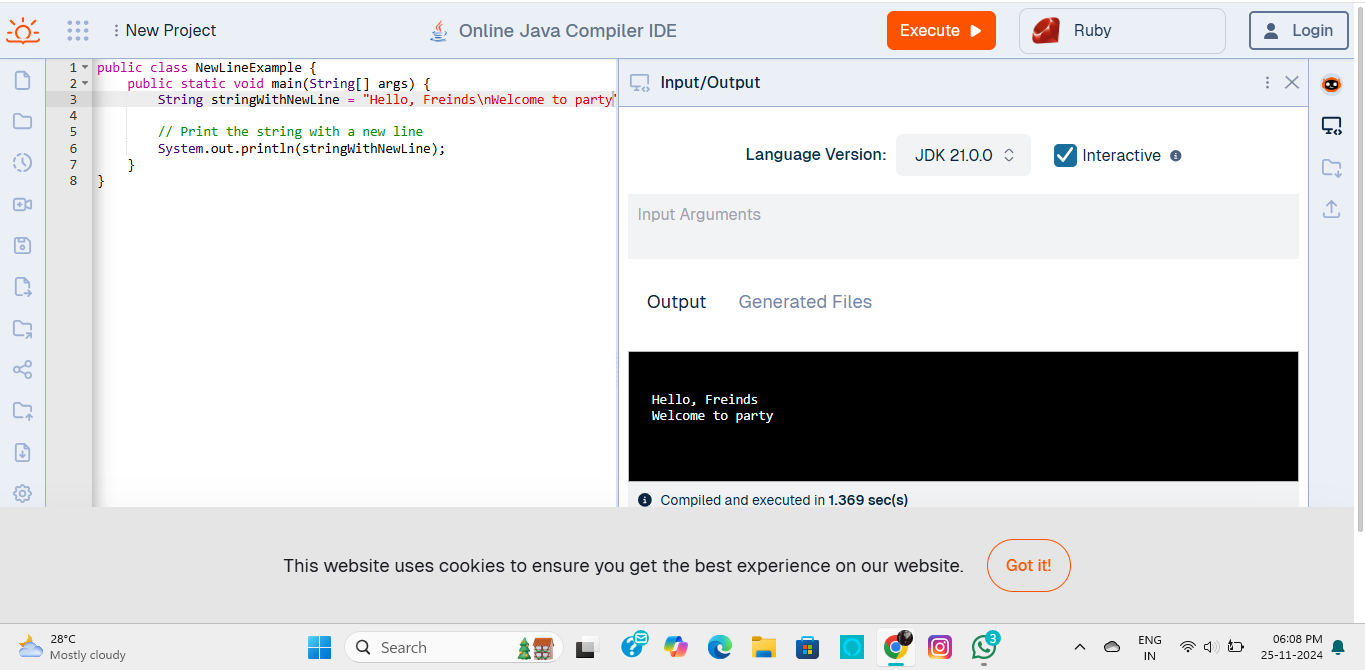 New Project
Online Java Compiler IDE
Execute
Ruby
Login
1 public class NewLineExample {
2 public static void main(String[] args) {
3 String stringWithNewLine = "Hello, Freinds\nWelcome to party"
4
5 // Print the string with a new line
6 System.out.println(stringWithNewLine);
7 }
8 }
Input/Output
Language Version:
JDK 21.0.0
Interactive
Input Arguments
Output
Generated Files
Hello, Freinds
Welcome to party
Compiled and executed in 1.369 sec(s)
This website uses cookies to ensure you get the best experience on our website.
Got it!
28°C
Mostly cloudy
Search
3
ENG
IN
06:08 PM
25-11-2024